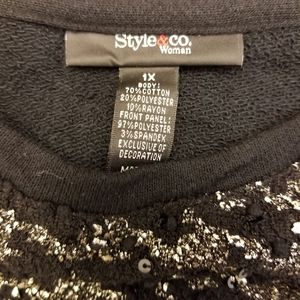 Style&co.
Woman
1X
BODY:
70%COTTON
20%POLYESTER
10%RAYON
FRONT PANEL:
97%POLYESTER
3%SPANDEX
EXCLUSIVE OF
DECORATION